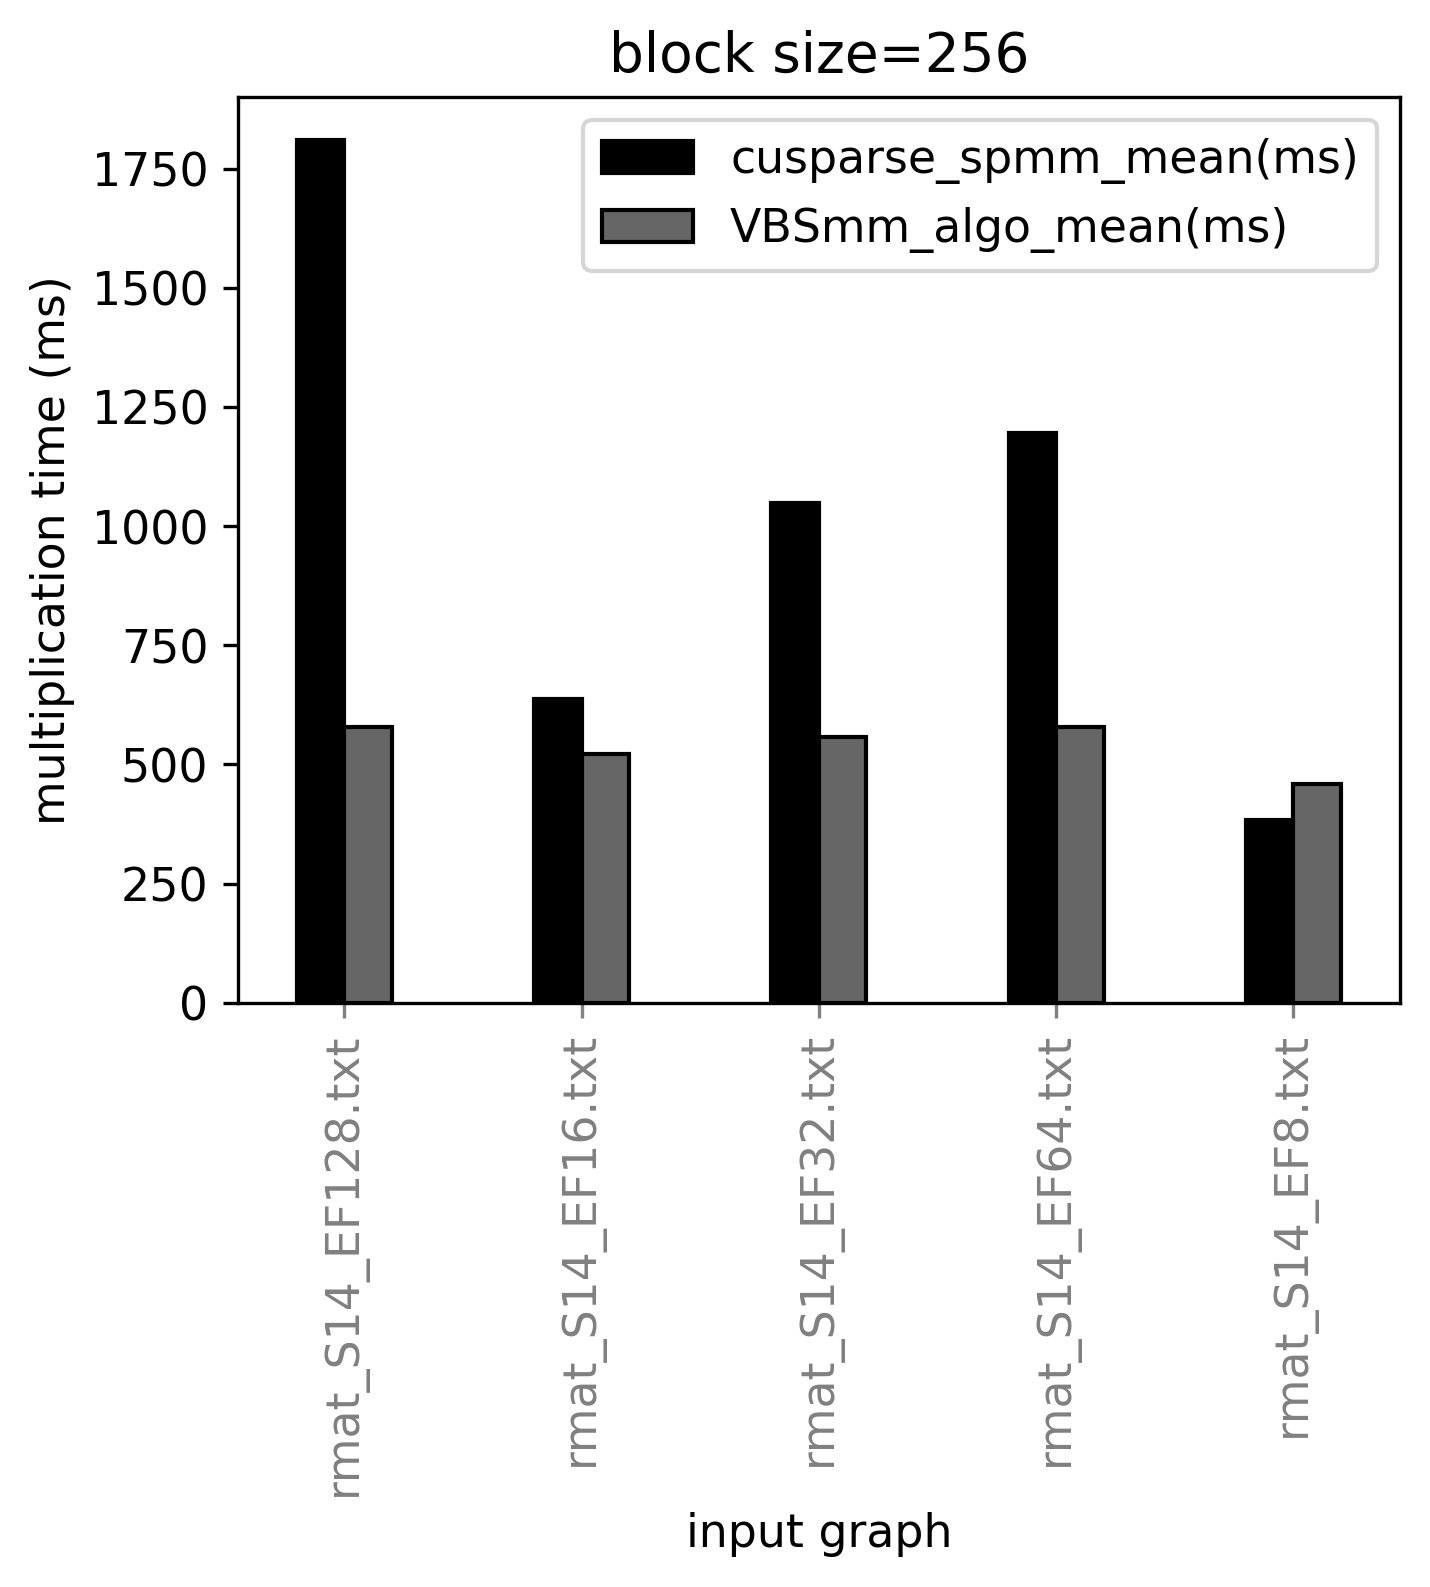 block size=256
cusparse_spmm_mean(ms)
VBSmm_algo_mean(ms)
multiplication time (ms)
1750
1500
1250
1000
750
500
250
0
rmat_S14_EF128.txt
rmat_S14_EF16.txt
rmat_S14_EF32.txt
rmat_S14_EF64.txt
rmat_S14_EF8.txt
input graph